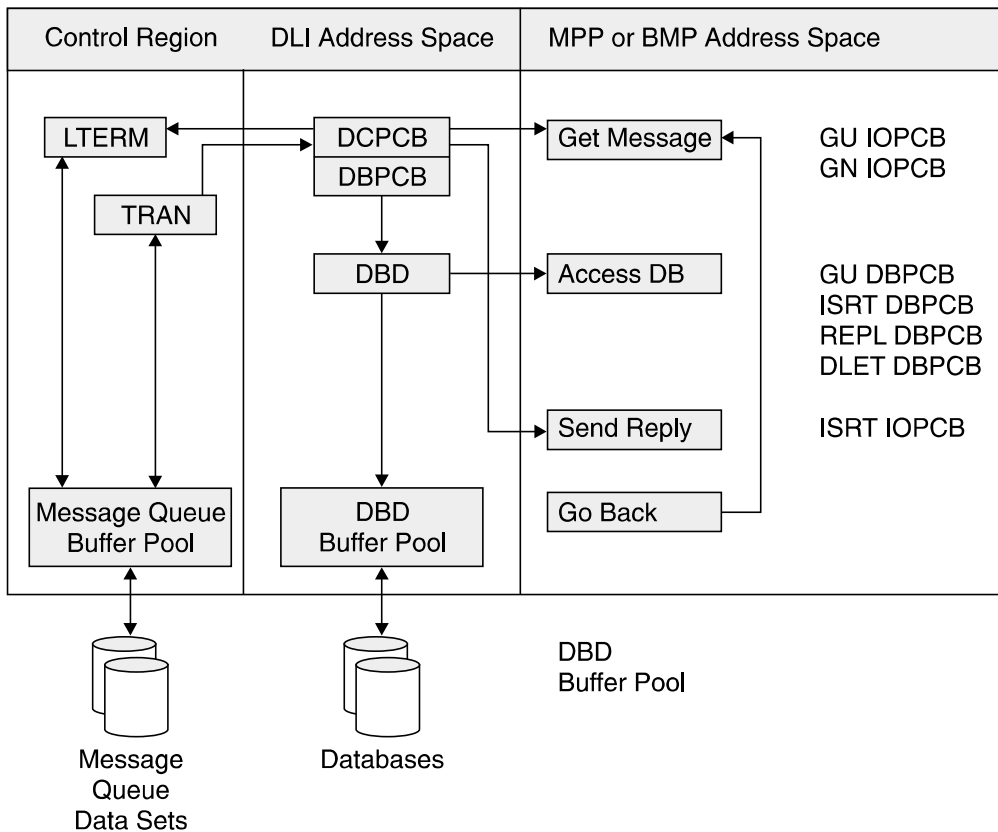 Control Region
DLI Address Space
MPP or BMP Address Space
LTERM
DCPCB
Get Message
GU IOPCB
GN IOPCB
DBPCB
TRAN
DBD
Access DB
GU DBPCB
ISRT DBPCB
REPL DBPCB
DLET DBPCB
Send Reply
ISRT IOPCB
Message Queue
Buffer Pool
DBD
Buffer Pool
Go Back
DBD
Buffer Pool
Message
Queue
Data Sets
Databases